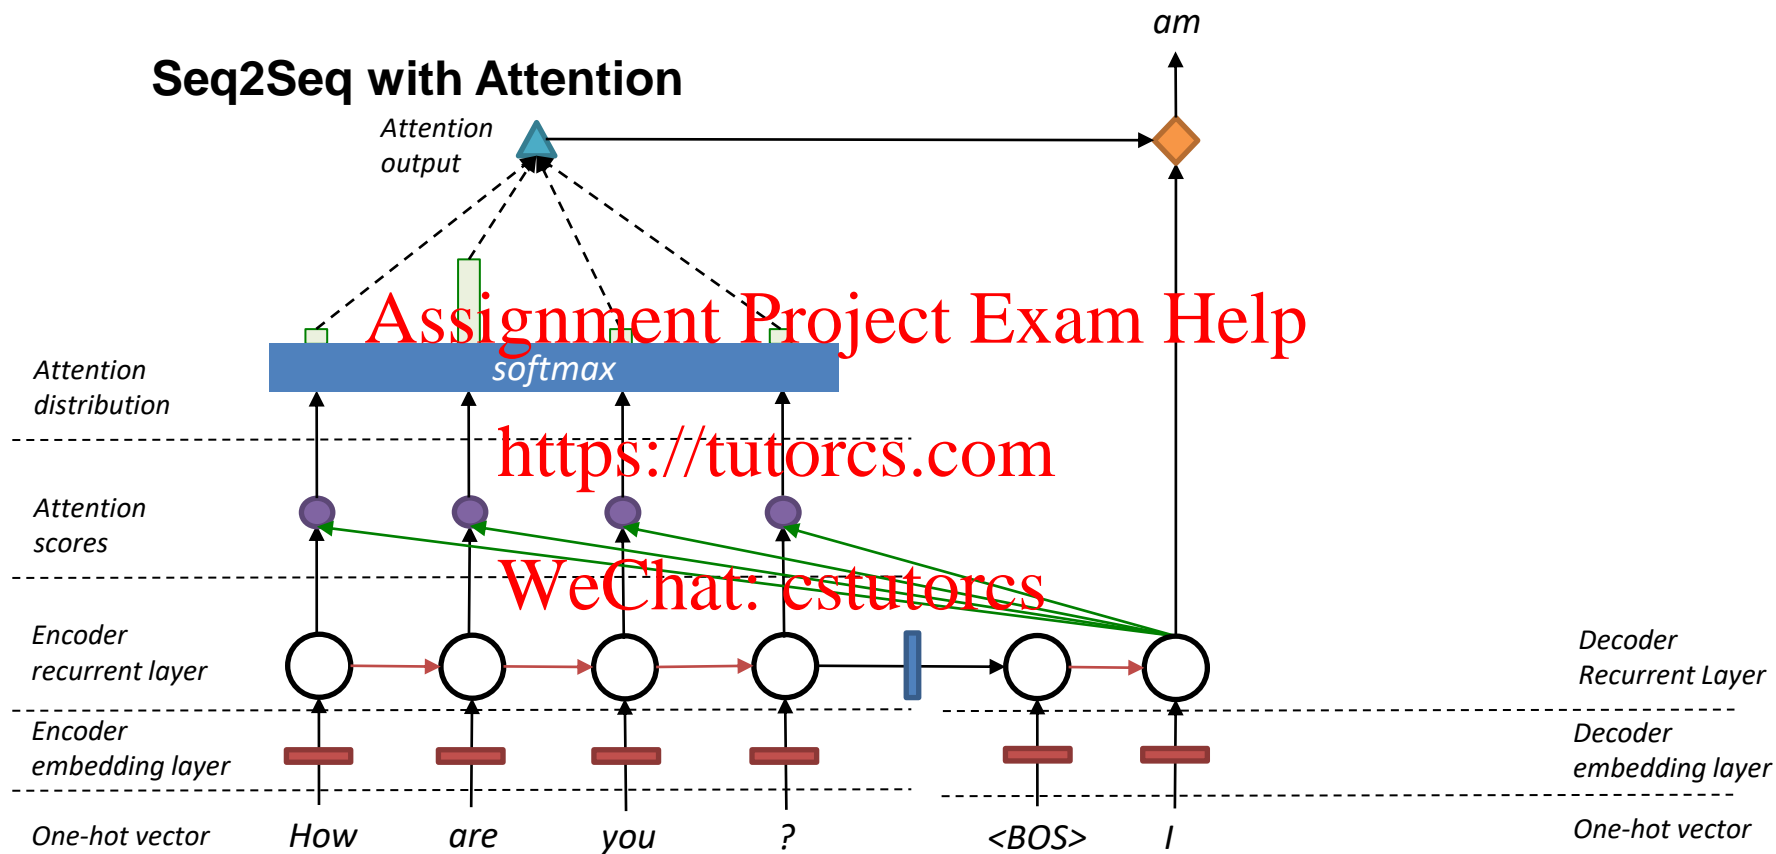 am
Seq2Seq with Attention
Attention
output
Assignment Project Exam Help
softmax
Attention
distribution
https://tutorcs.com
Attention
scores
WeChat: cstutorcs
Encoder
recurrent layer
Decoder
Recurrent Layer
Encoder
embedding layer
Decoder
embedding layer
One-hot vector How are you ? <BOS> I One-hot vector